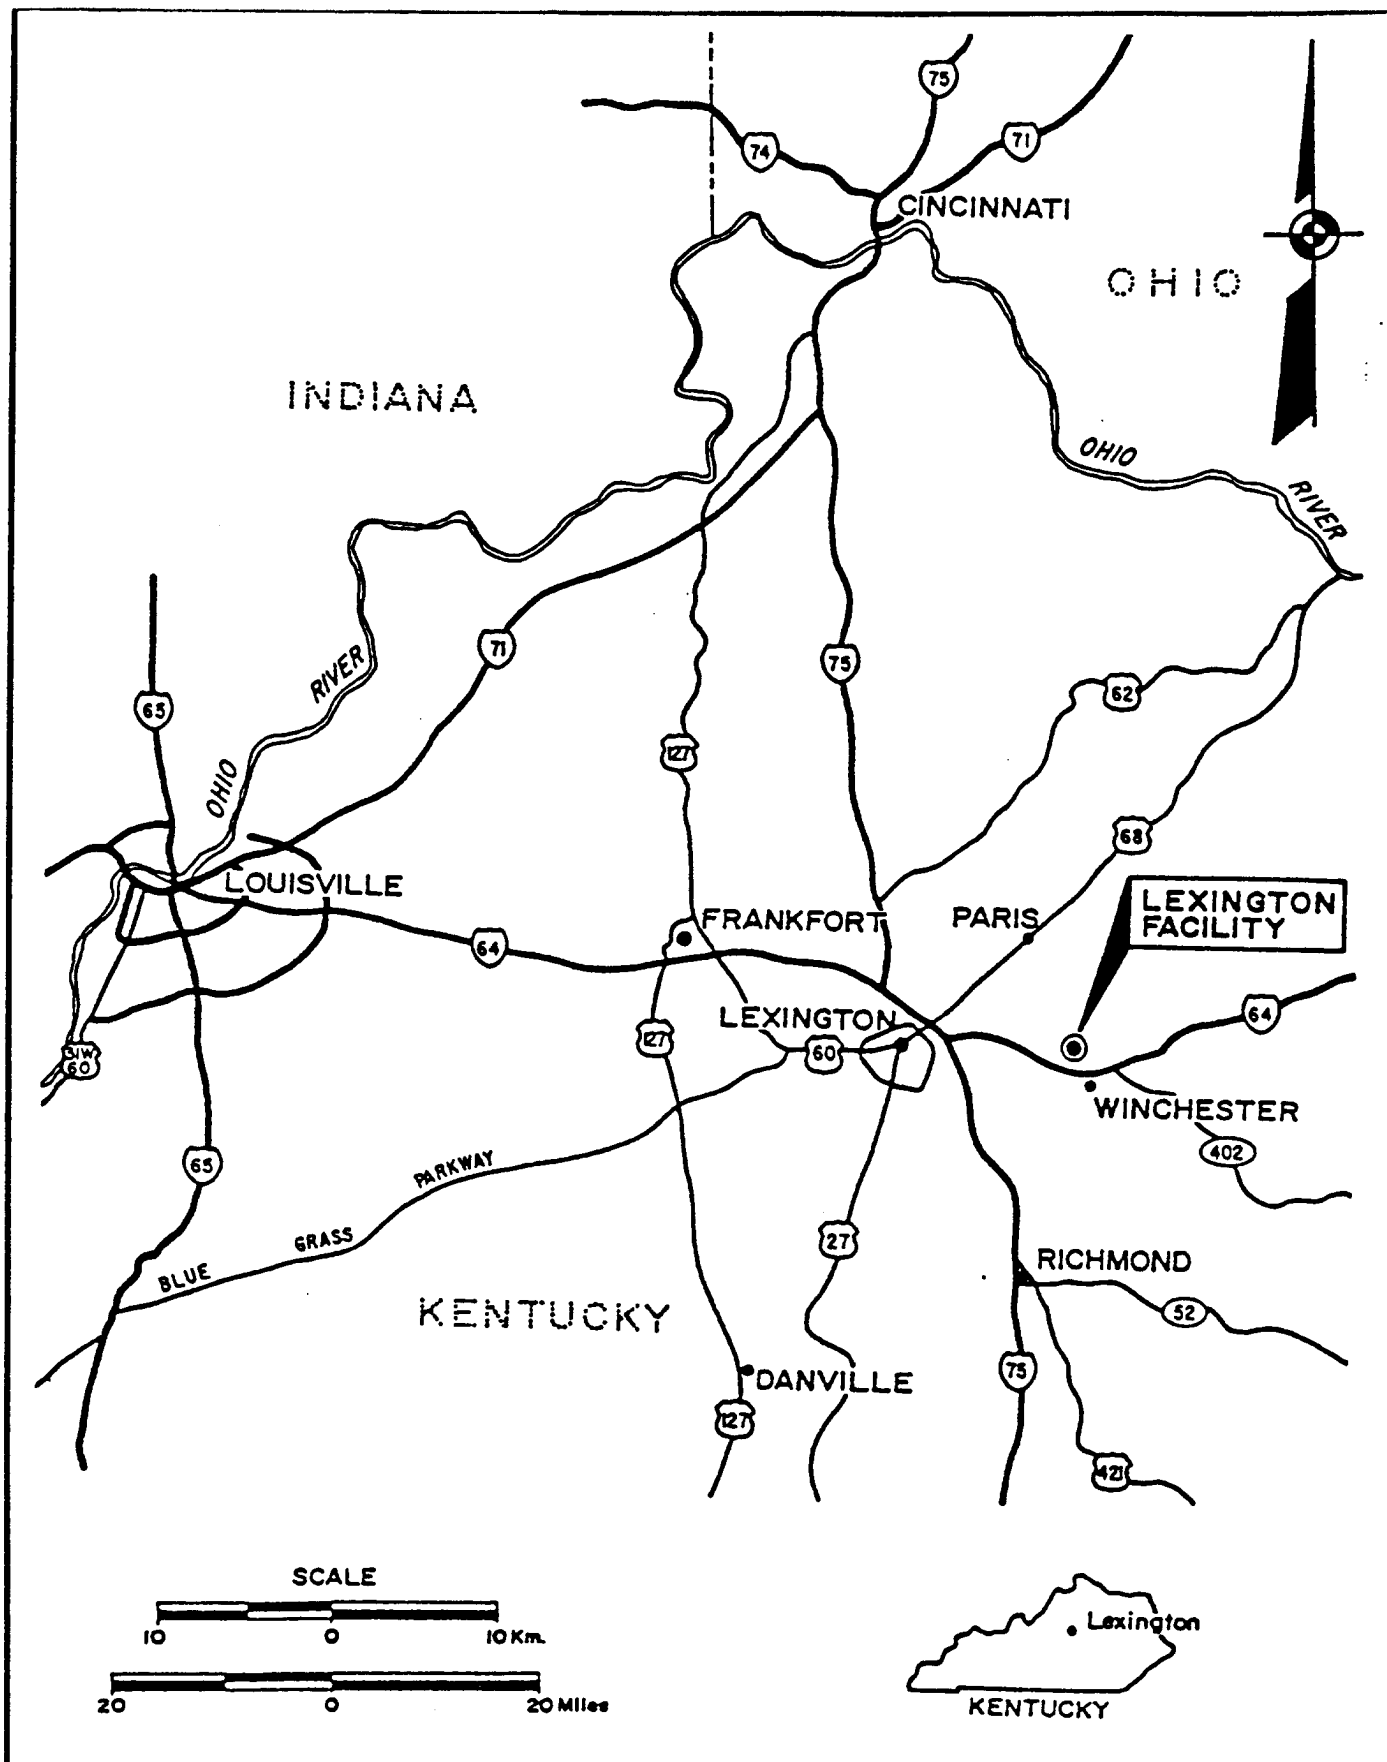 75
71
74
CINCINNATI
OHIO
INDIANA
OHIO
RIVER
71
RIVER
75
62
65
127
OHIO
68
LOUISVILLE
FRANKFORT
PARIS
LEXINGTON
FACILITY
64
64
LEXINGTON
127
60
31W
60
WINCHESTER
402
65
PARKWAY
GRASS
BLUE
27
RICHMOND
KENTUCKY
52
75
DANVILLE
127
421
SCALE
10 0 10 Km.
20 0 20 Miles
Lexington
KENTUCKY